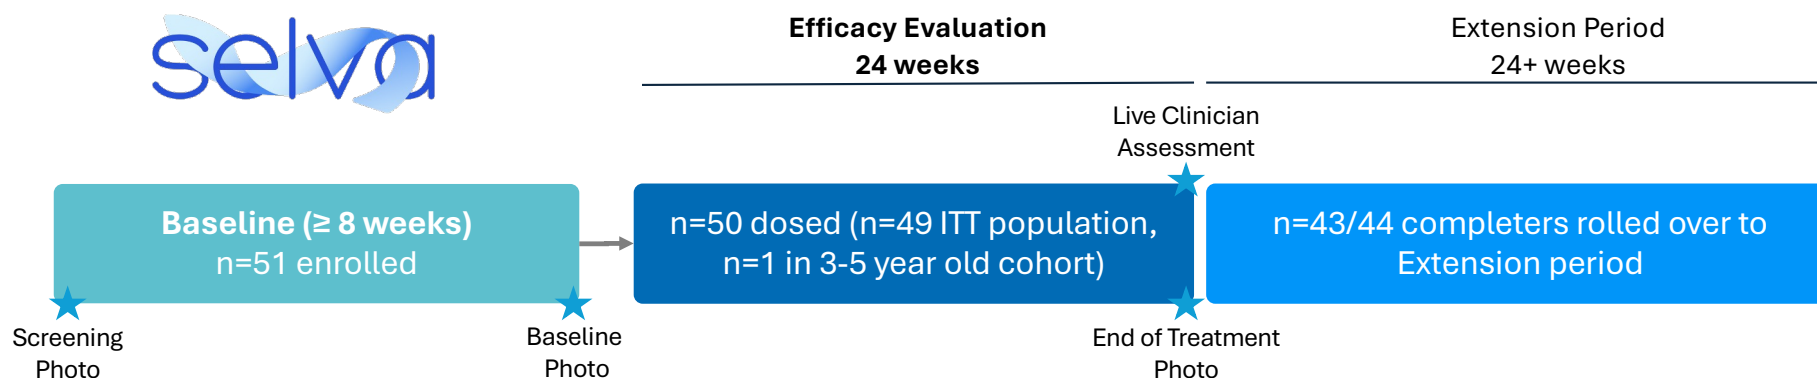 selva
Efficacy Evaluation
24 weeks
Extension Period
24+ weeks
Live Clinician
Assessment
Baseline (≥ 8 weeks)
n=51 enrolled
n=50 dosed (n=49 ITT population,
n=1 in 3-5 year old cohort)
n=43/44 completers rolled over to
Extension period
Screening
Photo
Baseline
Photo
End of Treatment
Photo